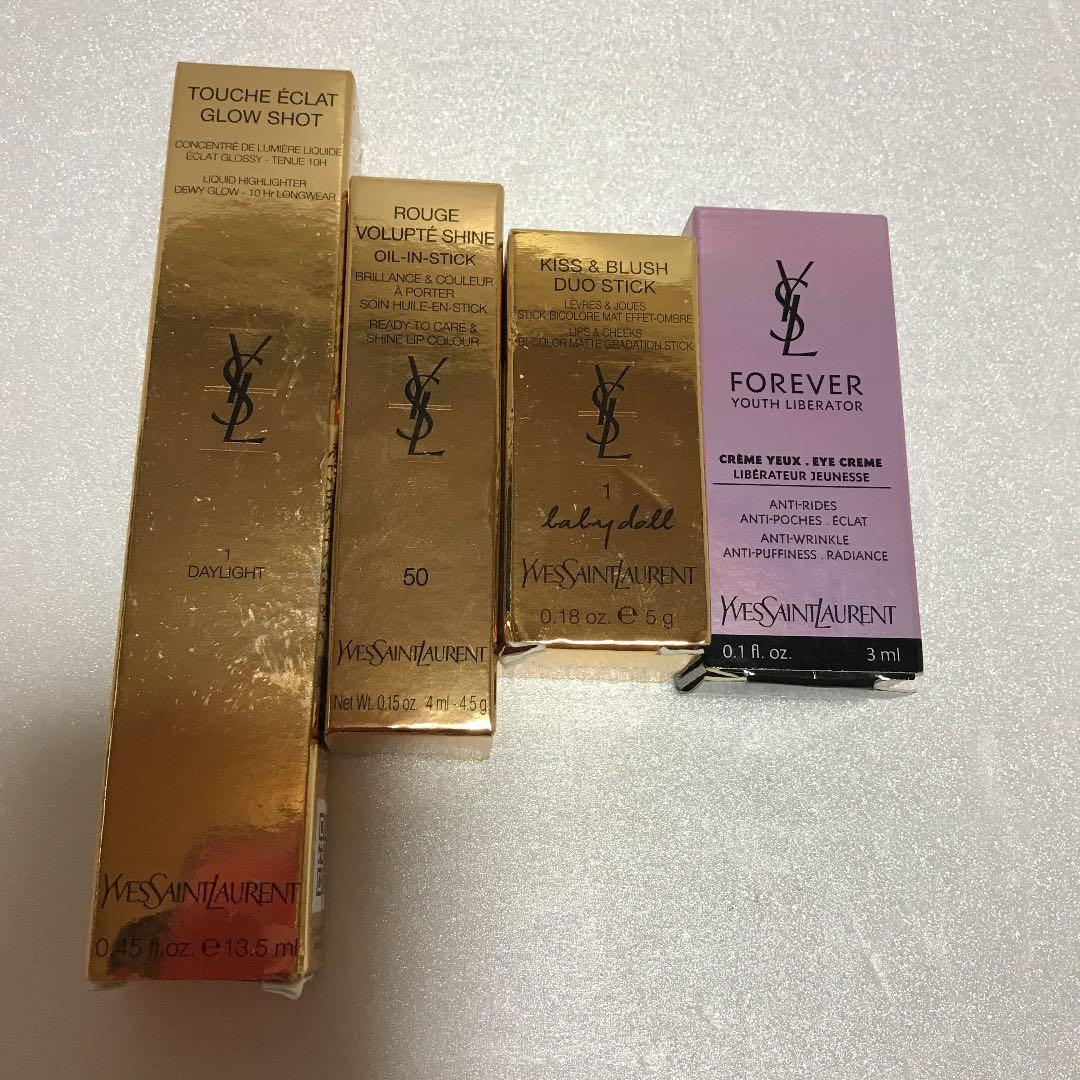 TOUCHE ÉCLAT
GLOW SHOT
CONCENTRÉ DE LUMIÈRE LIQUIDE
ÉCLAT GLOSSY - TENUE 10H
LIQUID HIGHLIGHTER
DEWY GLOW - 10 Hr LONGWEAR
YSL
1
DAYLIGHT
YVESSAINTLAURENT
0.45 fl.oz. e 13.5 ml
ROUGE
VOLUPTÉ SHINE
OIL-IN-STICK
BRILLANCE & COULEUR
À PORTER
SOIN HUILE-EN-STICK
READY TO CARE &
SHINE LIP COLOUR
YSL
50
YVESSAINTLAURENT
Net Wt. 0.15 oz. 4 ml - 4.5 g
KISS & BLUSH
DUO STICK
LÈVRES & JOUES
STICK BICOLORE MAT EFFET-OMBRÉ
LIPS & CHEEKS
BI-COLOR MATTE GRADATION STICK
YSL
1
baby doll
YVESSAINTLAURENT
0.18 oz. e 5 g
YSL
FOREVER
YOUTH LIBERATOR
CRÈME YEUX . EYE CREME
LIBÉRATEUR JEUNESSE
ANTI-RIDES
ANTI-POCHES . ÉCLAT
ANTI-WRINKLE
ANTI-PUFFINESS . RADIANCE
YVESSAINTLAURENT
0.1 fl. oz. 3 ml